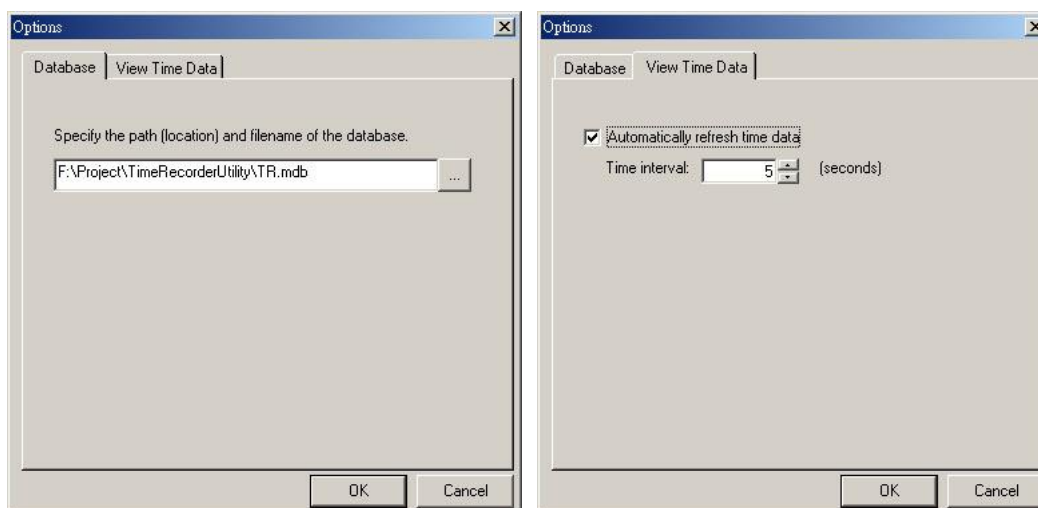 Options
Database
View Time Data
Specify the path (location) and filename of the database.
F:\Project\TimeRecorderUtility\TR.mdb
...
OK
Cancel
Options
Database
View Time Data
Automatically refresh time data
Time interval:
5
(seconds)
OK
Cancel